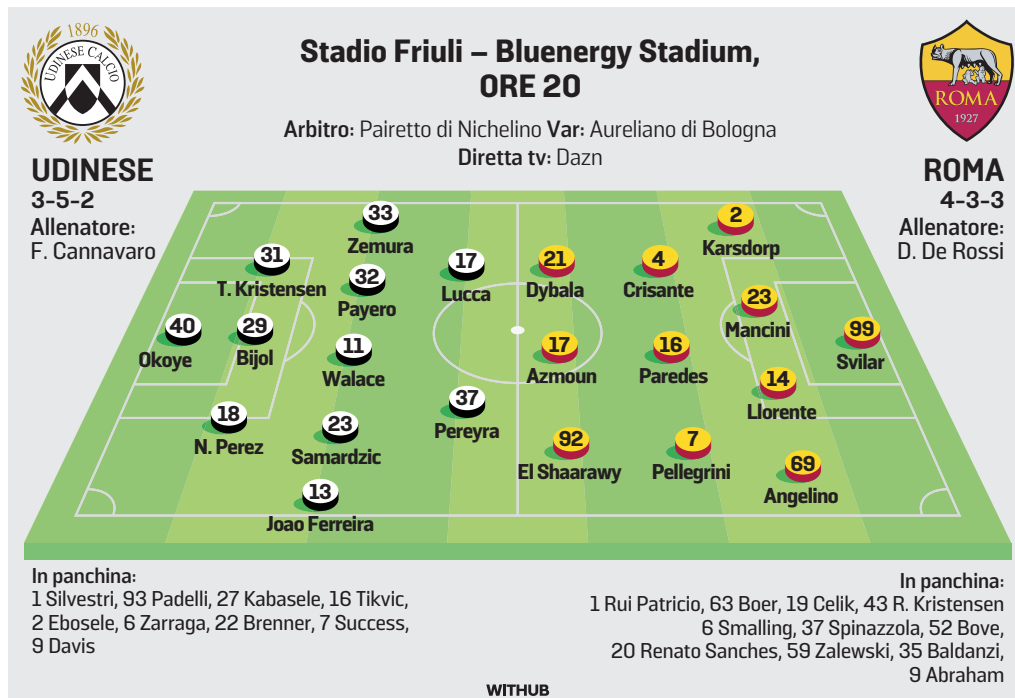 1896
UDINESE CALCIO
Stadio Friuli – Bluenergy Stadium,
ORE 20
Arbitro: Pairetto di Nichelino Var: Aureliano di Bologna
Diretta tv: Dazn
ROMA
1927
UDINESE
3-5-2
Allenatore:
F. Cannavaro
ROMA
4-3-3
Allenatore:
D. De Rossi
40
Okoye
31
T. Kristensen
29
Bijol
18
N. Perez
33
Zemura
32
Payero
11
Walace
23
Samardzic
13
Joao Ferreira
17
Lucca
37
Pereyra
21
Dybala
17
Azmoun
92
El Shaarawy
4
Crisante
16
Paredes
7
Pellegrini
2
Karsdorp
23
Mancini
14
Llorente
69
Angelino
99
Svilar
In panchina:
1 Silvestri, 93 Padelli, 27 Kabasele, 16 Tikvic,
2 Ebosele, 6 Zarraga, 22 Brenner, 7 Success,
9 Davis
In panchina:
1 Rui Patricio, 63 Boer, 19 Celik, 43 R. Kristensen
6 Smalling, 37 Spinazzola, 52 Bove,
20 Renato Sanches, 59 Zalewski, 35 Baldanzi,
9 Abraham
WITHUB